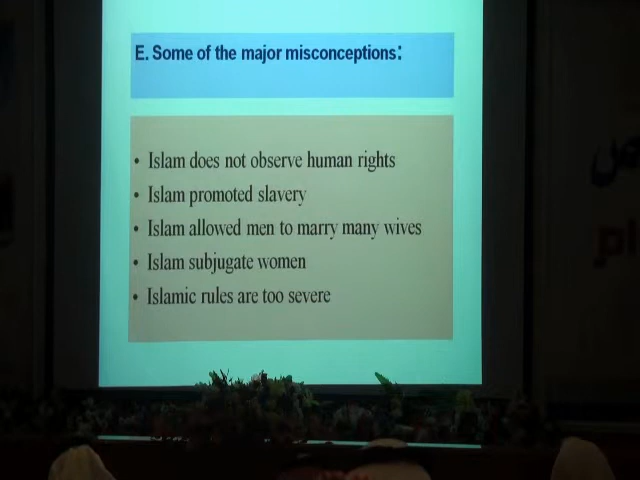 E. Some of the major misconceptions:
• Islam does not observe human rights
• Islam promoted slavery
• Islam allowed men to marry many wives
• Islam subjugate women
• Islamic rules are too severe